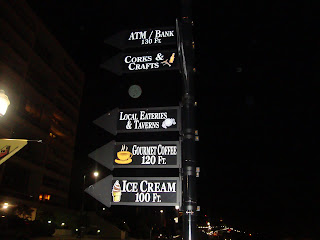 ATM / BANK
130 FT.
CORKS &
CRAFTS
LOCAL EATERIES
& TAVERNS
GOURMET COFFEE
120 FT.
ICE CREAM
100 FT.